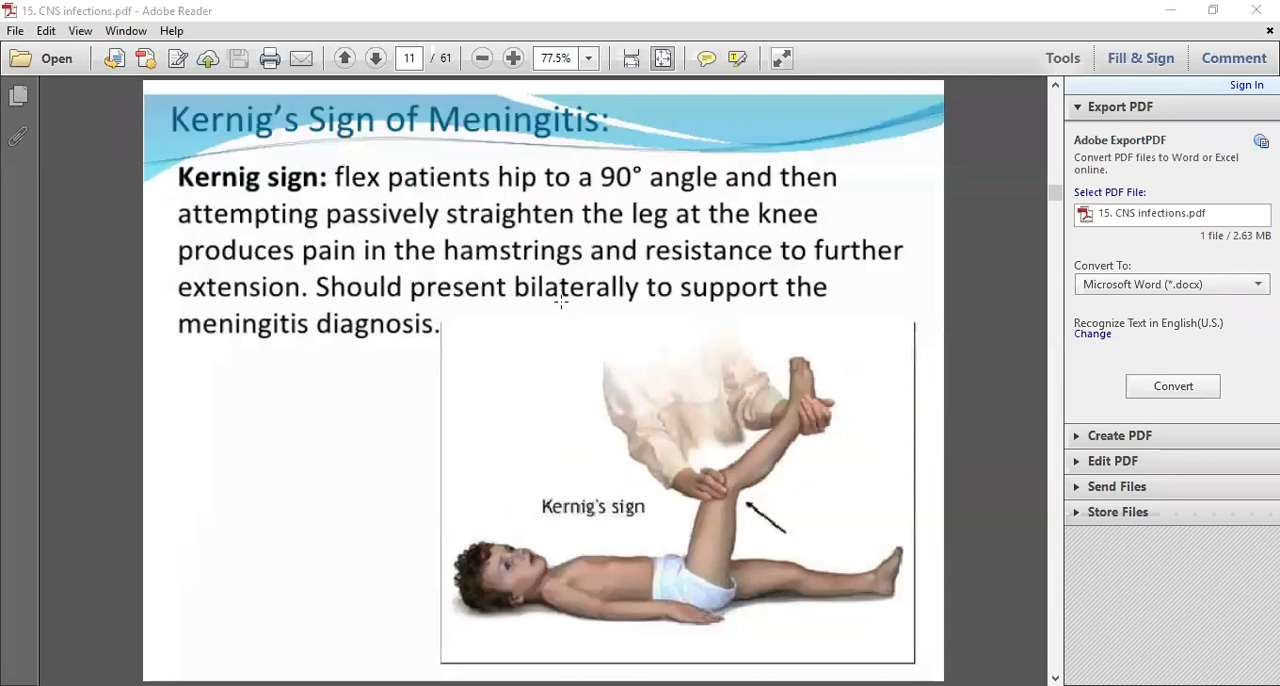 15. CNS infections.pdf - Adobe Reader
File Edit View Window Help
Open 11 / 61 77.5% Tools Fill & Sign Comment
Sign In
Export PDF
Adobe ExportPDF
Convert PDF files to Word or Excel
online.
Select PDF File:
15. CNS infections.pdf
1 file / 2.63 MB
Convert To:
Microsoft Word (*.docx)
Recognize Text in English(U.S.)
Change
Convert
Create PDF
Edit PDF
Send Files
Store Files
Kernig's Sign of Meningitis:
Kernig sign: flex patients hip to a 90° angle and then
attempting passively straighten the leg at the knee
produces pain in the hamstrings and resistance to further
extension. Should present bilaterally to support the
meningitis diagnosis.
Kernig's sign